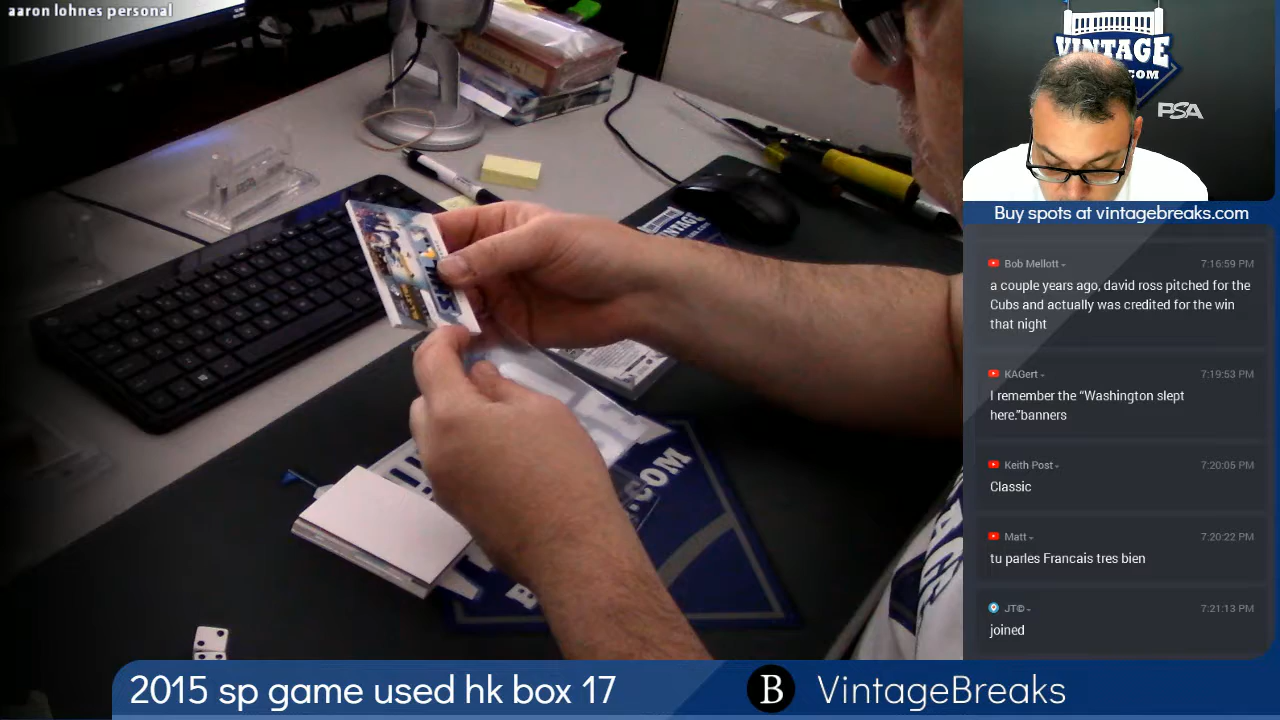 aaron lohnes personal
VINTAGE
.COM
PSA
Buy spots at vintagebreaks.com
Bob Mellott
7:16:59 PM
a couple years ago, david ross pitched for the
Cubs and actually was credited for the win
that night
KAGert
7:19:53 PM
I remember the “Washington slept
here.”banners
Keith Post
7:20:05 PM
Classic
Matt
7:20:22 PM
tu parles Francais tres bien
JT©
7:21:13 PM
joined
VINTAGE
.COM
2015 sp game used hk box 17
B VintageBreaks